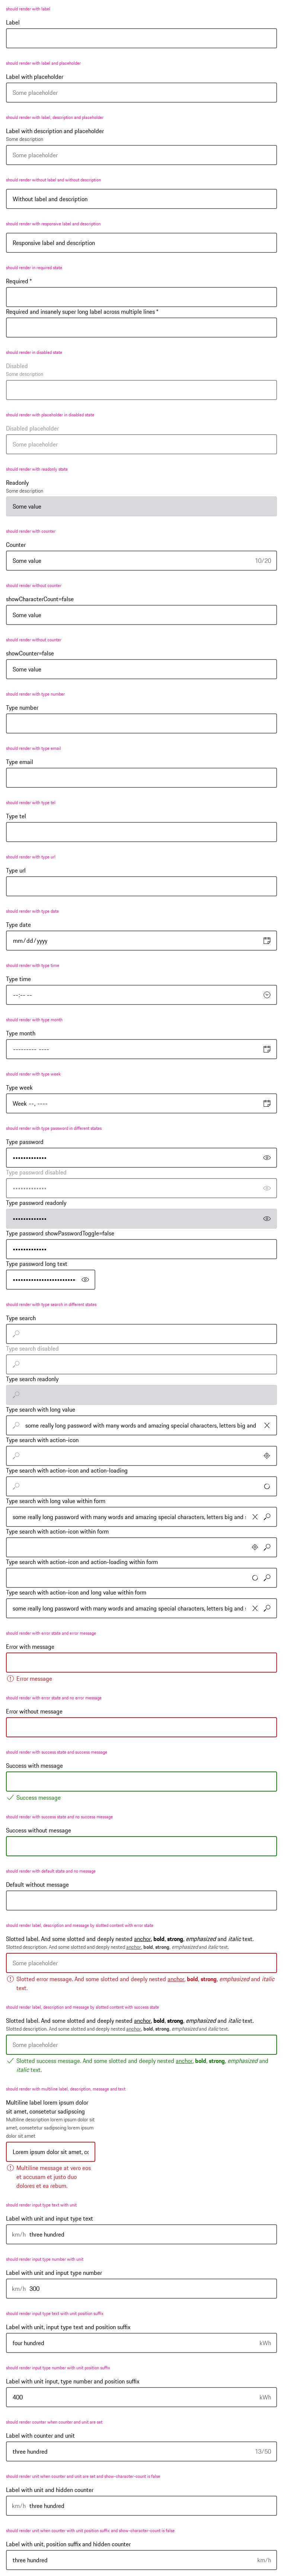 should render with label
Label
should render with label and placeholder
Label with placeholder
Some placeholder
should render with label, description and placeholder
Label with description and placeholder
Some description
Some placeholder
should render without label and without description
Without label and description
should render with responsive label and description
Responsive label and description
should render in required state
Required *
Required and insanely super long label across multiple lines *
should render in disabled state
Disabled
Some description
should render with placeholder in disabled state
Disabled placeholder
Some placeholder
should render with readonly state
Readonly
Some description
Some value
should render with counter
Counter
Some value 10/20
should render without counter
showCharacterCount=false
Some value
should render without counter
showCounter=false
Some value
should render with type number
Type number
should render with type email
Type email
should render with type tel
Type tel
should render with type url
Type url
should render with type date
Type date
mm/dd/yyyy
should render with type time
Type time
--:-- --
should render with type month
Type month
--------- ----
should render with type week
Type week
Week --, ----
should render with type password in different states
Type password
•••••••••••••
Type password disabled
•••••••••••••
Type password readonly
•••••••••••••
Type password showPasswordToggle=false
•••••••••••••
Type password long text
should render with type search in different states
Type search
Type search disabled
Type search readonly
Type search with long value
some really long password with many words and amazing special characters, letters big and
Type search with action-icon
Type search with action-icon and action-loading
Type search with long value within form
some really long password with many words and amazing special characters, letters big and
Type search with action-icon within form
Type search with action-icon and action-loading within form
Type search with action-icon and long value within form
some really long password with many words and amazing special characters, letters big and
should render with error state and error message
Error with message
Error message
should render with error state and no error message
Error without message
should render with success state and success message
Success with message
Success message
should render with success state and no success message
Success without message
should render with default state and no message
Default without message
should render label, description and message by slotted content with error state
Slotted label. And some slotted and deeply nested anchor, bold, strong, emphasized and italic text.
Slotted description. And some slotted and deeply nested anchor, bold, strong, emphasized and italic text.
Some placeholder
Slotted error message. And some slotted and deeply nested anchor, bold, strong, emphasized and italic
text.
should render label, description and message by slotted content with success state
Slotted label. And some slotted and deeply nested anchor, bold, strong, emphasized and italic text.
Slotted description. And some slotted and deeply nested anchor, bold, strong, emphasized and italic text.
Some placeholder
Slotted success message. And some slotted and deeply nested anchor, bold, strong, emphasized and
italic text.
should render with multiline label, description, message and text
Multiline label lorem ipsum dolor
sit amet, consetetur sadipscing
Multiline description lorem ipsum dolor sit
amet, consetetur sadipscing lorem ipsum
dolor sit amet
Lorem ipsum dolor sit amet, co
Multiline message at vero eos
et accusam et justo duo
dolores et ea rebum.
should render input type text with unit
Label with unit and input type text
km/h three hundred
should render input type number with unit
Label with unit and input type number
km/h 300
should render input type text with unit position suffix
Label with unit, input type text and position suffix
four hundred kWh
should render input type number with unit position suffix
Label with unit input, type number and position suffix
400 kWh
should render counter when counter and unit are set
Label with counter and unit
three hundred 13/50
should render unit when counter and unit are set and show-character-count is false
Label with unit and hidden counter
km/h three hundred
should render unit when counter with unit position suffix and show-character-count is false
Label with unit, position suffix and hidden counter
three hundred km/h